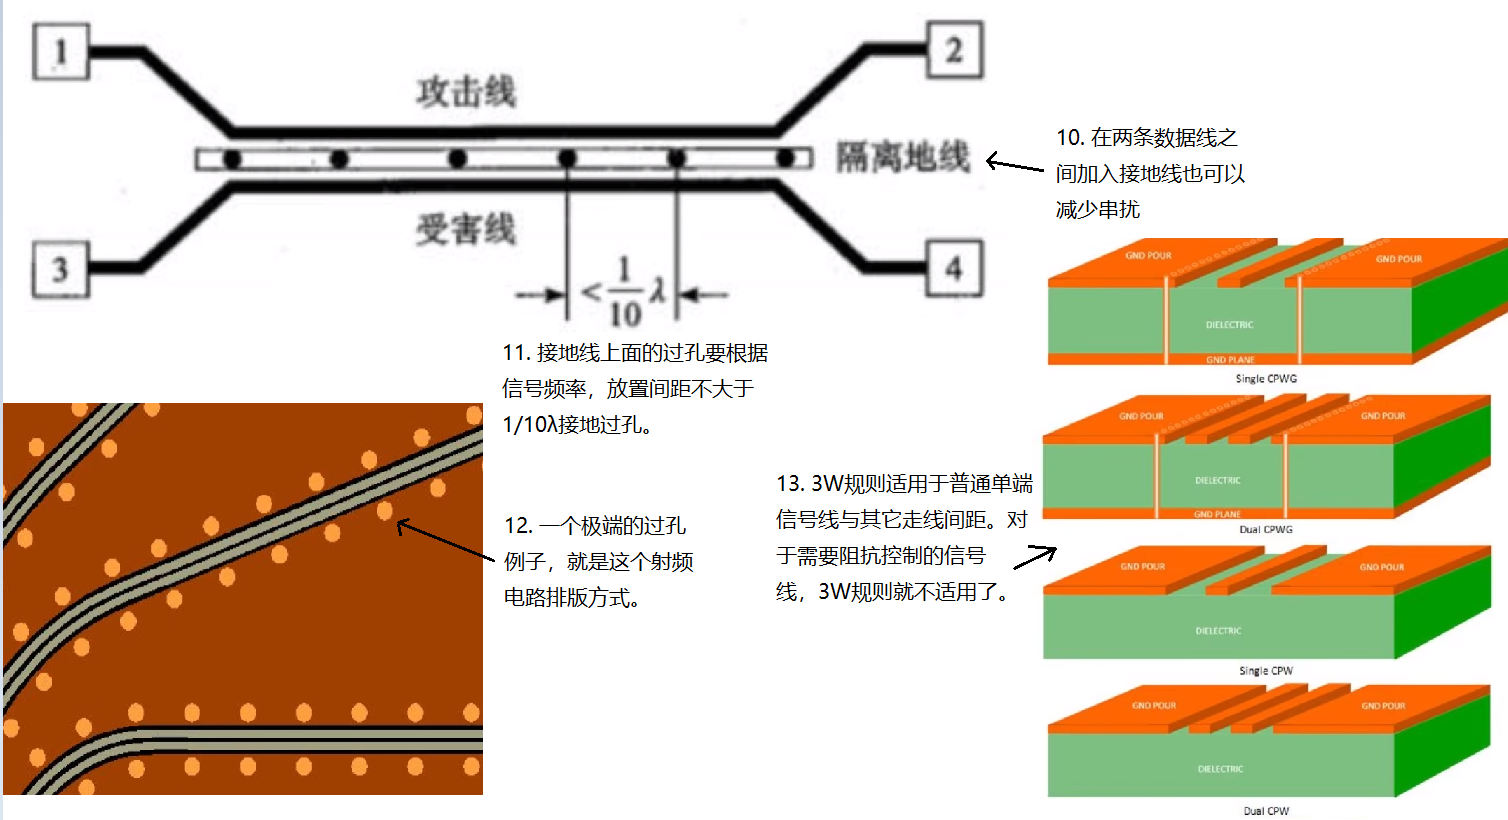 1
2
攻击线
隔离地线
受害线
3
4
< 1/10 λ
10. 在两条数据线之
间加入接地线也可以
减少串扰
11. 接地线上面的过孔要根据
信号频率，放置间距不大于
1/10λ接地过孔。
12. 一个极端的过孔
例子，就是这个射频
电路排版方式。
13. 3W规则适用于普通单端
信号线与其它走线间距。对
于需要阻抗控制的信号
线，3W规则就不适用了。
GND POUR
GND POUR
DIELECTRIC
GND PLANE
Single CPWG
GND POUR
GND POUR
DIELECTRIC
GND PLANE
Dual CPWG
GND POUR
GND POUR
DIELECTRIC
Single CPW
GND POUR
GND POUR
DIELECTRIC
Dual CPW